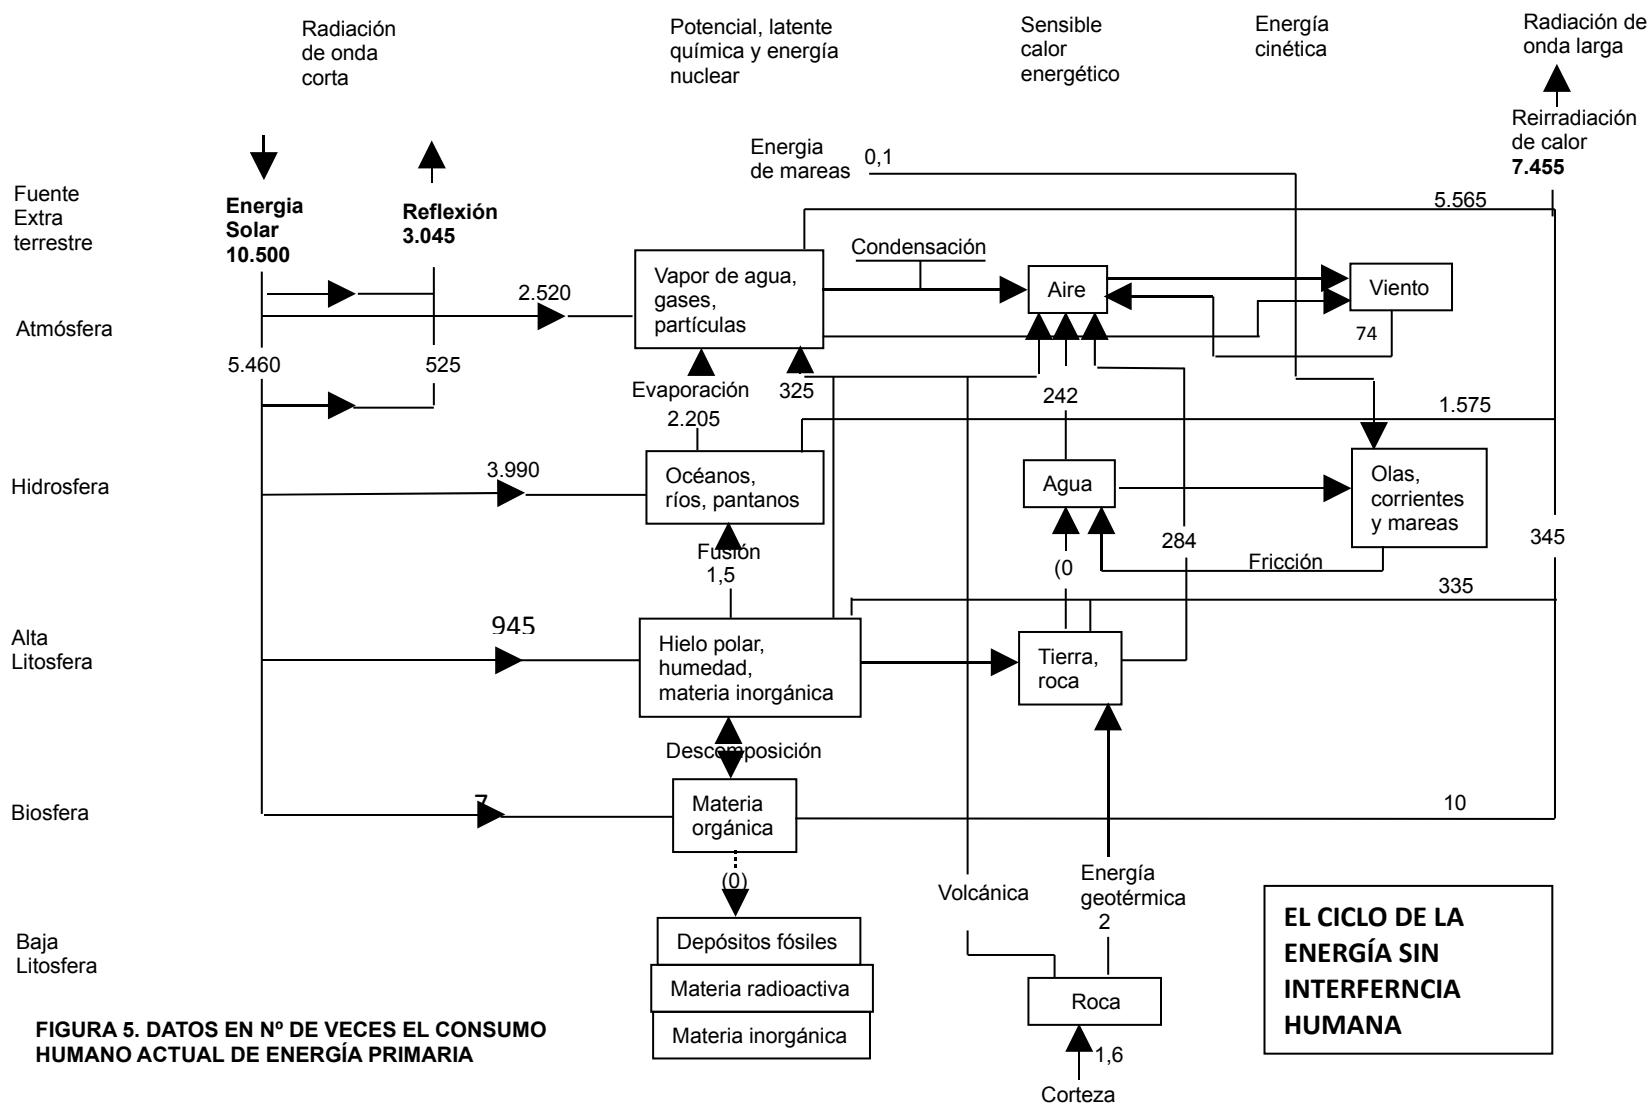 Radiación
de onda
corta
Potencial, latente
química y energía
nuclear
Sensible
calor
energético
Energía
cinética
Radiación de
onda larga
Reirradiación
de calor
7.455
Energia
de mareas
0,1
Fuente
Extra
terrestre
Energia
Solar
10.500
Reflexión
3.045
5.565
Condensación
Vapor de agua,
gases,
partículas
Aire
Viento
2.520
Atmósfera
74
5.460
525
Evaporación
2.205
325
242
1.575
Hidrosfera
3.990
Océanos,
ríos, pantanos
Agua
Olas,
corrientes
y mareas
Fusión
1,5
(0
284
Fricción
345
335
Alta
Litosfera
945
Hielo polar,
humedad,
materia inorgánica
Tierra,
roca
Descomposición
Biosfera
7
Materia
orgánica
10
(0)
Volcánica
Energía
geotérmica
2
Baja
Litosfera
Depósitos fósiles
Materia radioactiva
Materia inorgánica
Roca
1,6
Corteza
EL CICLO DE LA
ENERGÍA SIN
INTERFERNCIA
HUMANA
FIGURA 5. DATOS EN Nº DE VECES EL CONSUMO
HUMANO ACTUAL DE ENERGÍA PRIMARIA